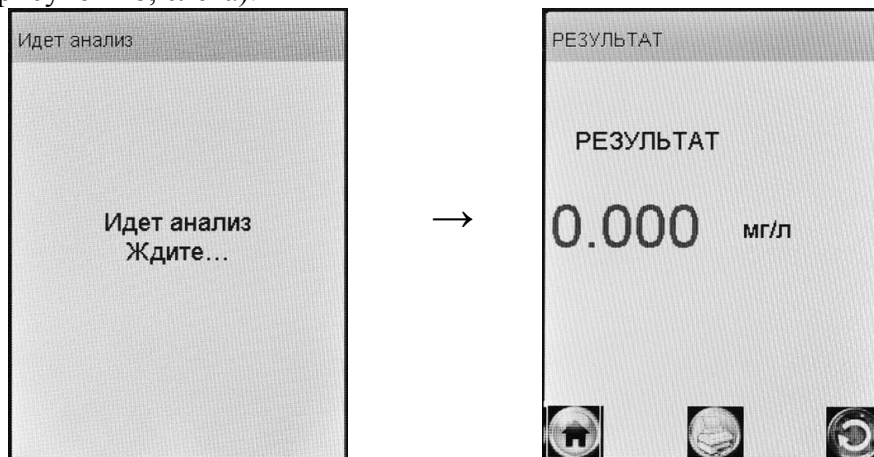 Идет анализ
Идет анализ
Ждите...
→
РЕЗУЛЬТАТ
РЕЗУЛЬТАТ
0.000 мг/л